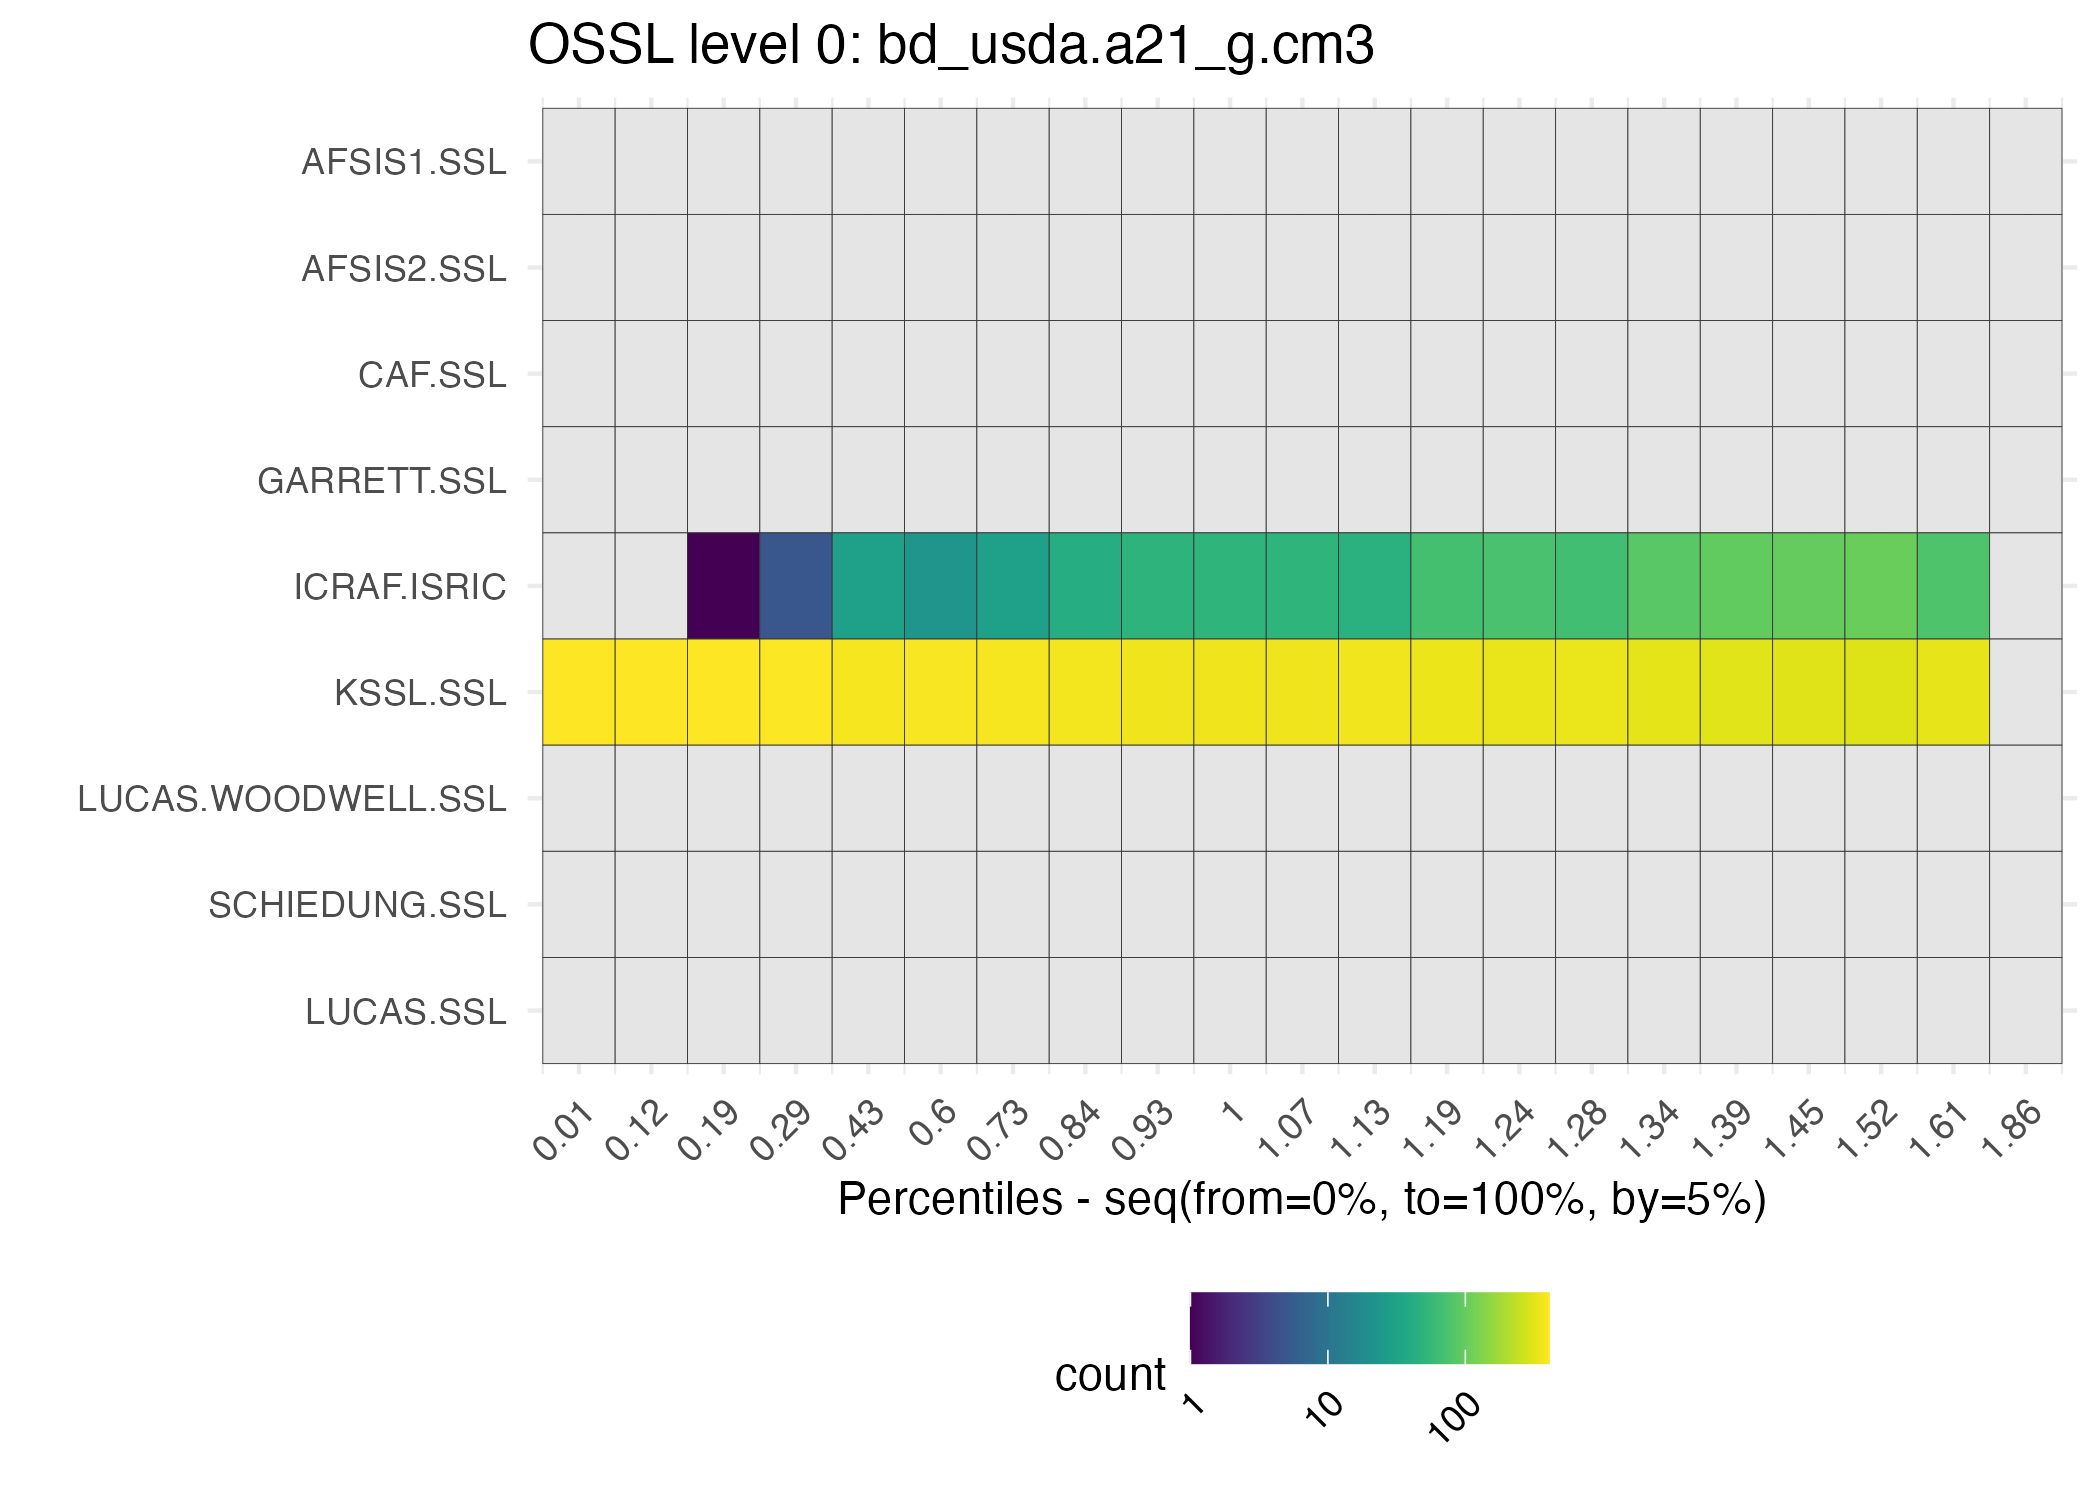 OSSL level 0: bd_usda.a21_g.cm3
AFSIS1.SSL
AFSIS2.SSL
CAF.SSL
GARRETT.SSL
ICRAF.ISRIC
KSSL.SSL
LUCAS.WOODWELL.SSL
SCHIEDUNG.SSL
LUCAS.SSL
0.01 0.12 0.19 0.29 0.43 0.6 0.73 0.84 0.93 1 1.07 1.13 1.19 1.24 1.28 1.34 1.39 1.45 1.52 1.61 1.86
Percentiles - seq(from=0%, to=100%, by=5%)
count
1 10 100